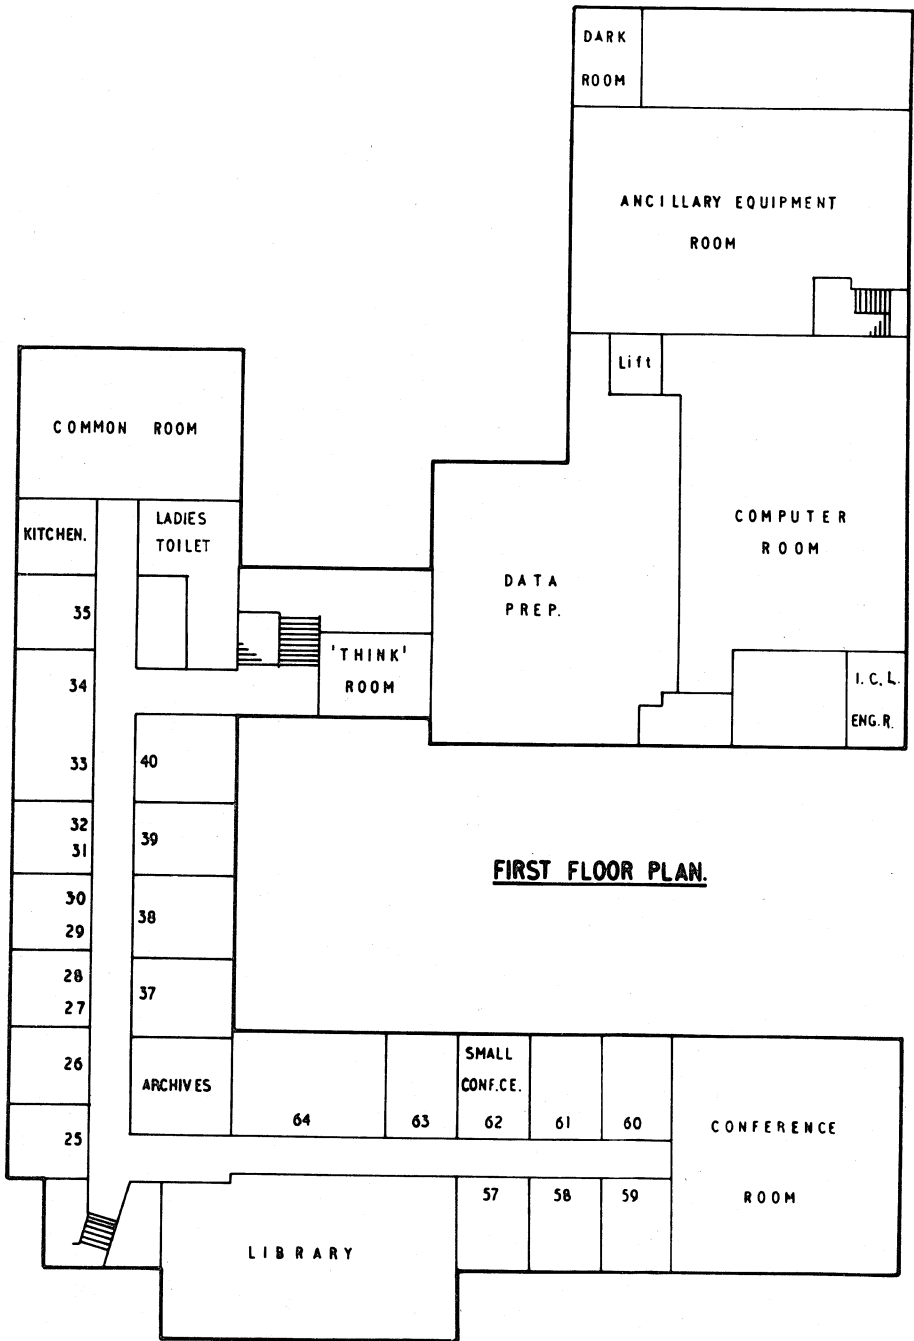 DARK
ROOM
ANCILLARY EQUIPMENT
ROOM
Lift
COMMON ROOM
KITCHEN.
LADIES
TOILET
COMPUTER
ROOM
DATA
PREP.
35
'THINK'
ROOM
34
I.C.L.
ENG.R.
33
40
32
31
39
FIRST FLOOR PLAN.
30
29
38
28
27
37
26
ARCHIVES
SMALL
CONF.CE.
64
63
62
61
60
CONFERENCE
ROOM
25
57
58
59
LIBRARY